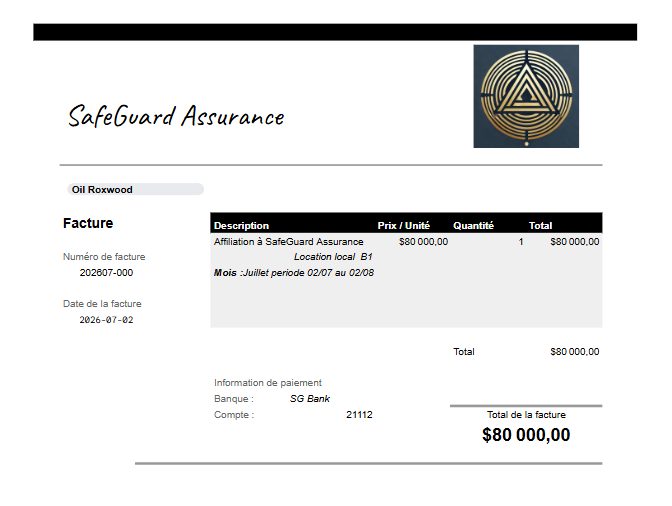 SafeGuard Assurance
Oil Roxwood
Facture
Numéro de facture
202607-000
Date de la facture
2026-07-02
Description Prix / Unité Quantité Total
Affiliation à SafeGuard Assurance $80 000,00 1 $80 000,00
Location local B1
Mois :Juillet periode 02/07 au 02/08
Total $80 000,00
Information de paiement
Banque : SG Bank
Compte : 21112
Total de la facture
$80 000,00